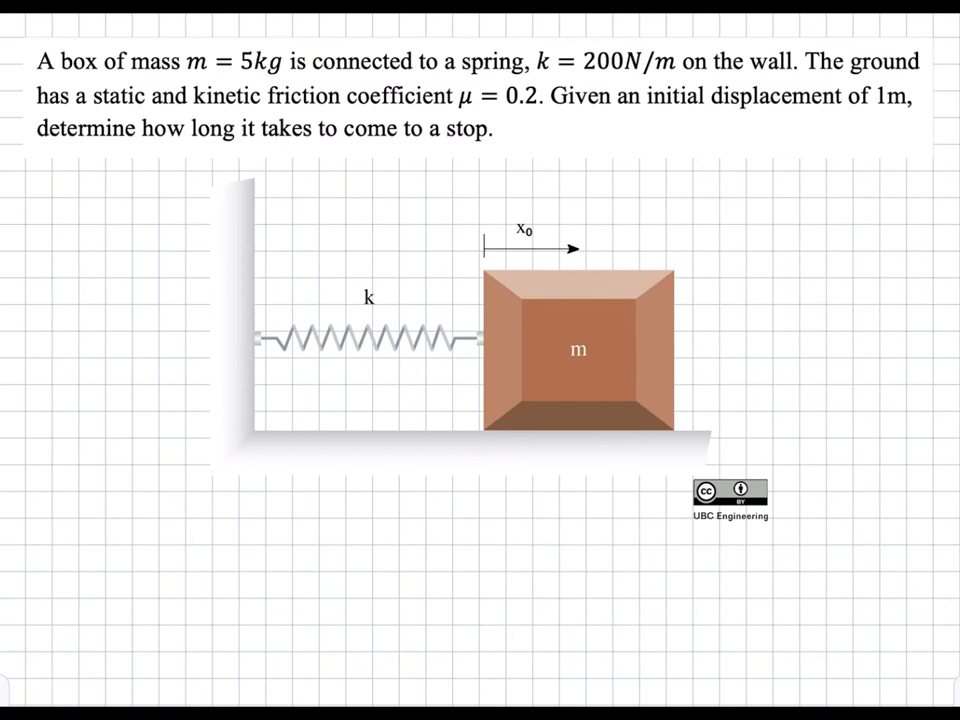 A box of mass m = 5kg is connected to a spring, k = 200N/m on the wall. The ground
has a static and kinetic friction coefficient μ = 0.2. Given an initial displacement of 1m,
determine how long it takes to come to a stop.
x₀
k
m
cc BY
UBC Engineering